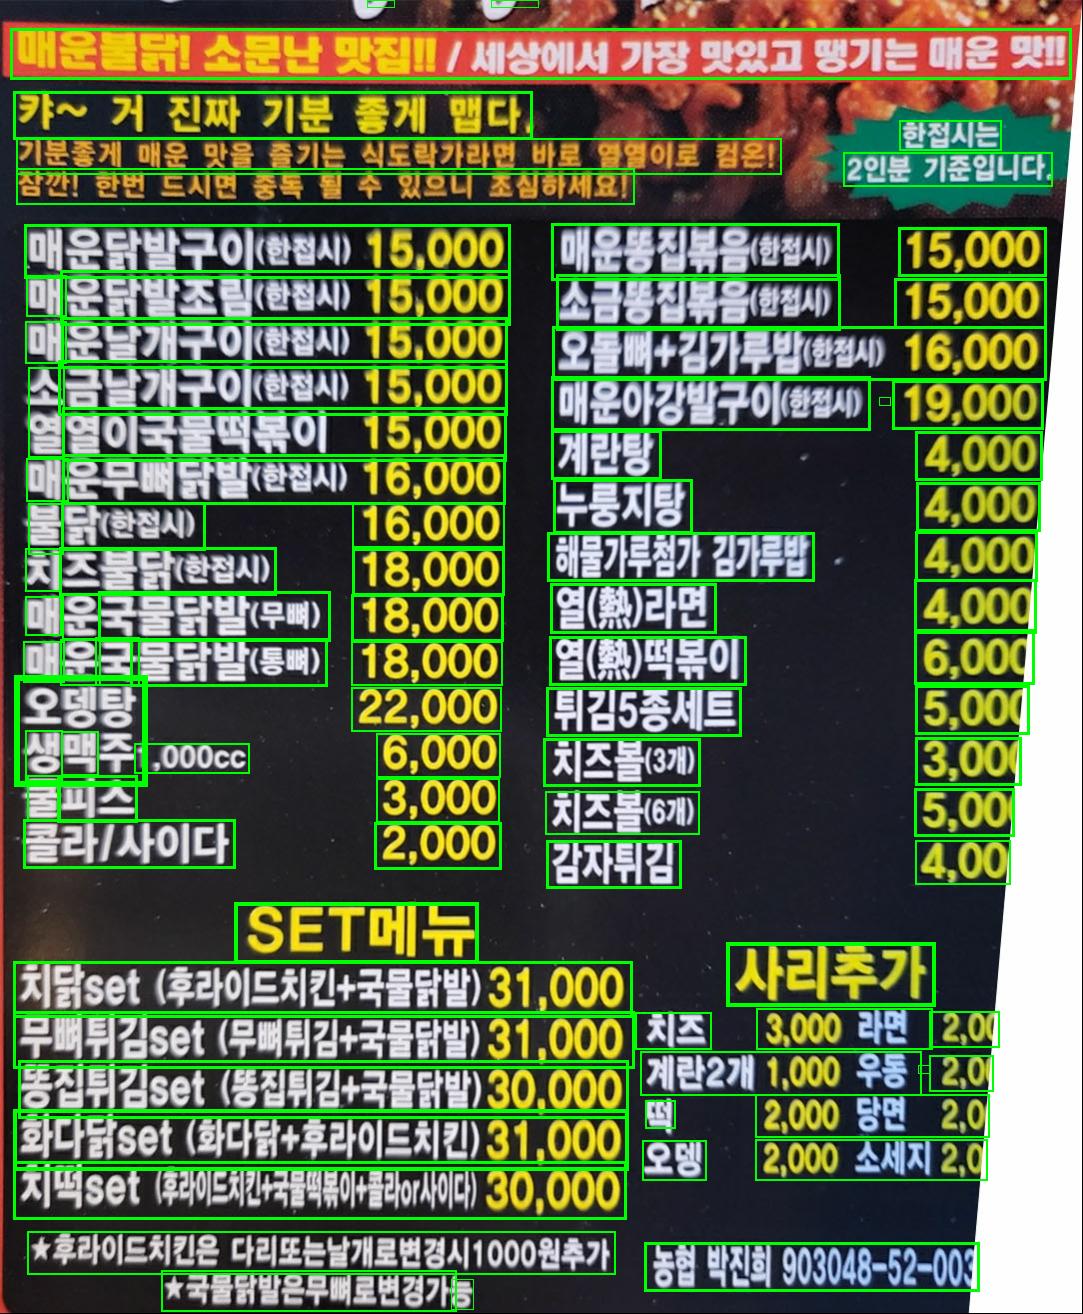 매운불닭! 소문난 맛집!! / 세상에서 가장 맛있고 땡기는 매운 맛!!
캬~ 거 진짜 기분 좋게 맵다.
기분좋게 매운 맛을 즐기는 식도락가라면 바로 열열이로 컴온!
잠깐! 한번 드시면 중독 될 수 있으니 조심하세요!
한접시는
2인분 기준입니다.
매운닭발구이(한접시) 15,000
매운닭발조림(한접시) 15,000
매운날개구이(한접시) 15,000
소금날개구이(한접시) 15,000
열열이국물떡볶이 15,000
매운무뼈닭발(한접시) 16,000
불닭(한접시) 16,000
치즈불닭(한접시) 18,000
매운국물닭발(무뼈) 18,000
매운국물닭발(통뼈) 18,000
오뎅탕 22,000
생맥주1,000cc 6,000
쿨피스 3,000
콜라/사이다 2,000
매운똥집볶음(한접시) 15,000
소금똥집볶음(한접시) 15,000
오돌뼈+김가루밥(한접시) 16,000
매운아강발구이(한접시) 19,000
계란탕 4,000
누룽지탕 4,000
해물가루첨가 김가루밥 4,000
열(熱)라면 4,000
열(熱)떡볶이 6,000
튀김5종세트 5,000
치즈볼(3개) 3,000
치즈볼(6개) 5,00
감자튀김 4,00
SET메뉴
치닭set (후라이드치킨+국물닭발) 31,000
무뼈튀김set (무뼈튀김+국물닭발) 31,000
똥집튀김set (똥집튀김+국물닭발) 30,000
화다닭set (화다닭+후라이드치킨) 31,000
치떡set (후라이드치킨+국물떡볶이+콜라or사이다) 30,000
★후라이드치킨은 다리또는날개로변경시1000원추가
★국물닭발은무뼈로변경가능
사리추가
치즈 3,000 라면 2,00
계란2개 1,000 우동 2,0
떡 2,000 당면 2,0
오뎅 2,000 소세지 2,0
농협 박진희 903048-52-003